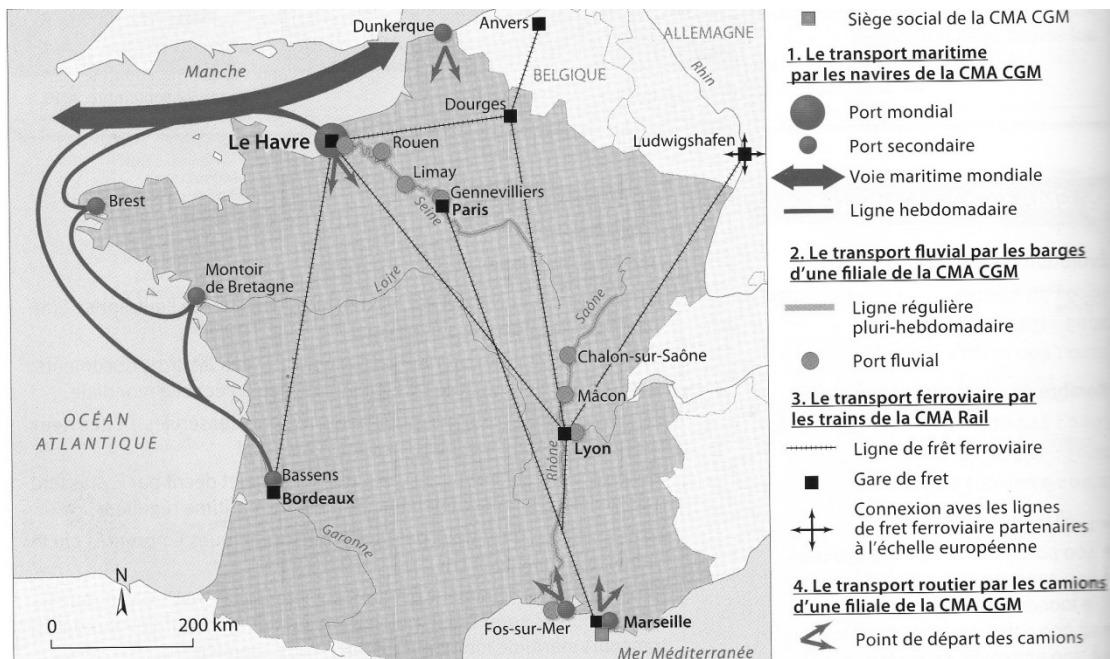 Dunkerque
Anvers
ALLEMAGNE
Manche
BELGIQUE
Rhin
Dourges
Ludwigshafen
Le Havre
Rouen
Limay
Gennevilliers
Paris
Seine
Brest
Montoir
de Bretagne
Loire
Saône
Chalon-sur-Saône
Mâcon
OCÉAN
ATLANTIQUE
Lyon
Rhône
Bassens
Bordeaux
Garonne
N
0 200 km
Fos-sur-Mer
Marseille
Mer Méditerranée
Siège social de la CMA CGM
1. Le transport maritime
par les navires de la CMA CGM
Port mondial
Port secondaire
Voie maritime mondiale
Ligne hebdomadaire
2. Le transport fluvial par les barges
d'une filiale de la CMA CGM
Ligne régulière
pluri-hebdomadaire
Port fluvial
3. Le transport ferroviaire par
les trains de la CMA Rail
Ligne de frêt ferroviaire
Gare de fret
Connexion aves les lignes
de fret ferroviaire partenaires
à l'échelle européenne
4. Le transport routier par les camions
d'une filiale de la CMA CGM
Point de départ des camions